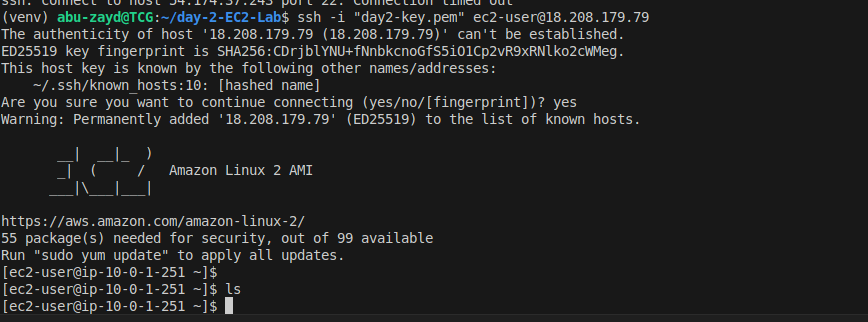 ssh: connect to host 54.174.37.243 port 22: Connection timed out
(venv) abu-zayd@TCG:~/day-2-EC2-Lab$ ssh -i "day2-key.pem" ec2-user@18.208.179.79
The authenticity of host '18.208.179.79 (18.208.179.79)' can't be established.
ED25519 key fingerprint is SHA256:CDrjblYNU+fNnbkcnoGfS5iO1Cp2vR9xRNlko2cWMeg.
This host key is known by the following other names/addresses:
    ~/.ssh/known_hosts:10: [hashed name]
Are you sure you want to continue connecting (yes/no/[fingerprint])? yes
Warning: Permanently added '18.208.179.79' (ED25519) to the list of known hosts.
       __|  __|_  )
       _|  (     /   Amazon Linux 2 AMI
      ___|\___|___|
https://aws.amazon.com/amazon-linux-2/
55 package(s) needed for security, out of 99 available
Run "sudo yum update" to apply all updates.
[ec2-user@ip-10-0-1-251 ~]$
[ec2-user@ip-10-0-1-251 ~]$ ls
[ec2-user@ip-10-0-1-251 ~]$